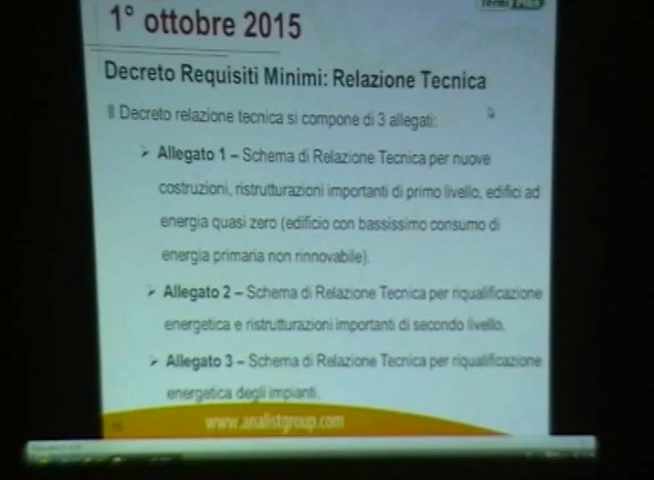 1° ottobre 2015
Decreto Requisiti Minimi: Relazione Tecnica
Il Decreto relazione tecnica si compone di 3 allegati:
➢ Allegato 1 – Schema di Relazione Tecnica per nuove
costruzioni, ristrutturazioni importanti di primo livello, edifici ad
energia quasi zero (edificio con bassissimo consumo di
energia primaria non rinnovabile).
➢ Allegato 2 – Schema di Relazione Tecnica per riqualificazione
energetica e ristrutturazioni importanti di secondo livello.
➢ Allegato 3 – Schema di Relazione Tecnica per riqualificazione
energetica degli impianti.
www.analistgroup.com